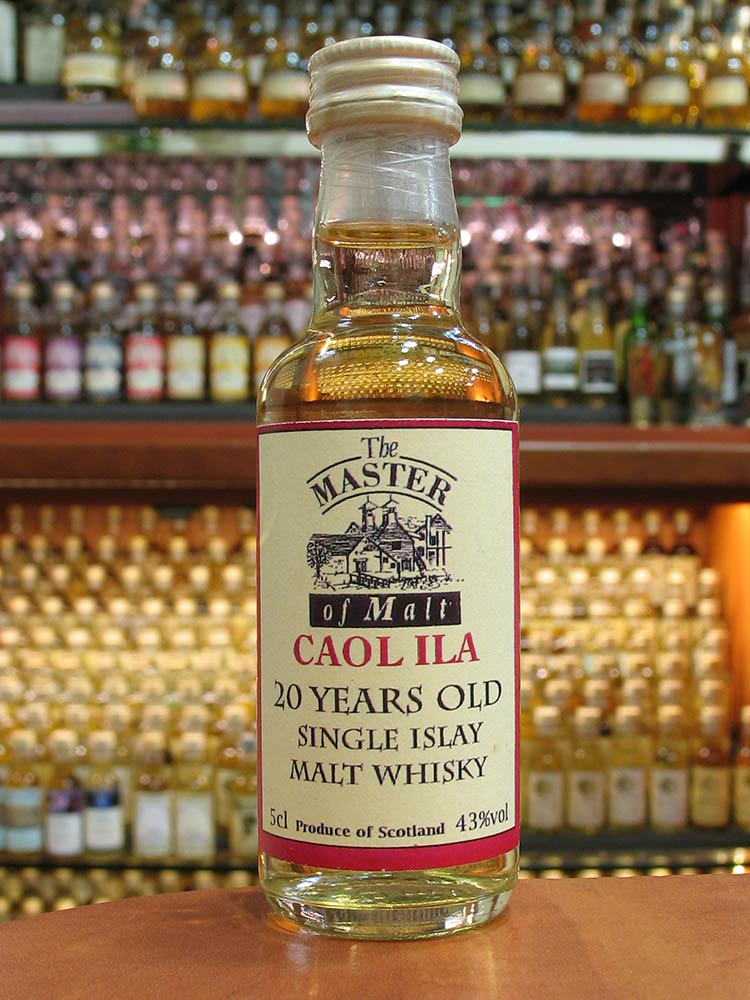 The
MASTER
of Malt
CAOL ILA
20 YEARS OLD
SINGLE ISLAY
MALT WHISKY
5cl Produce of Scotland 43%vol